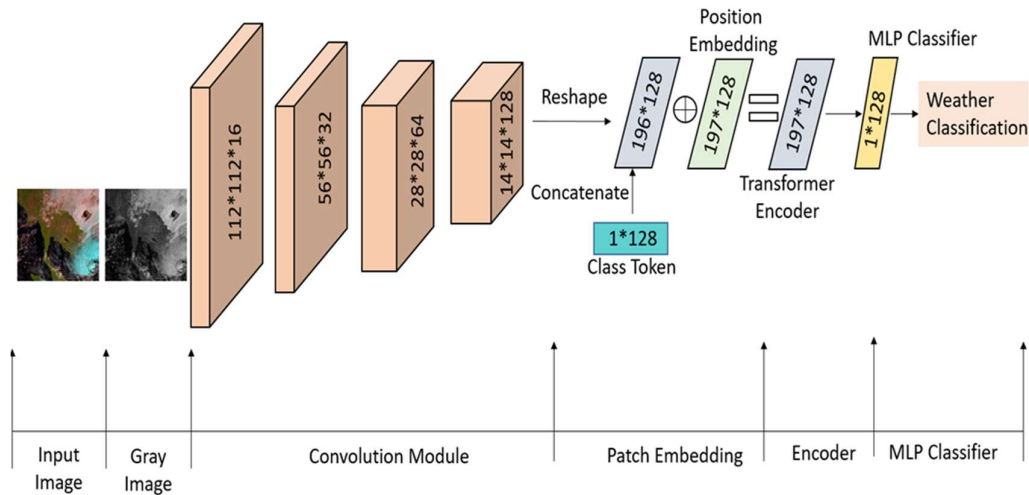 112*112*16
56*56*32
28*28*64
14*14*128
Reshape
196*128
Concatenate
1*128
Class Token
Position
Embedding
197*128
197*128
Transformer
Encoder
MLP Classifier
1*128
Weather
Classification
Input
Image
Gray
Image
Convolution Module
Patch Embedding
Encoder
MLP Classifier